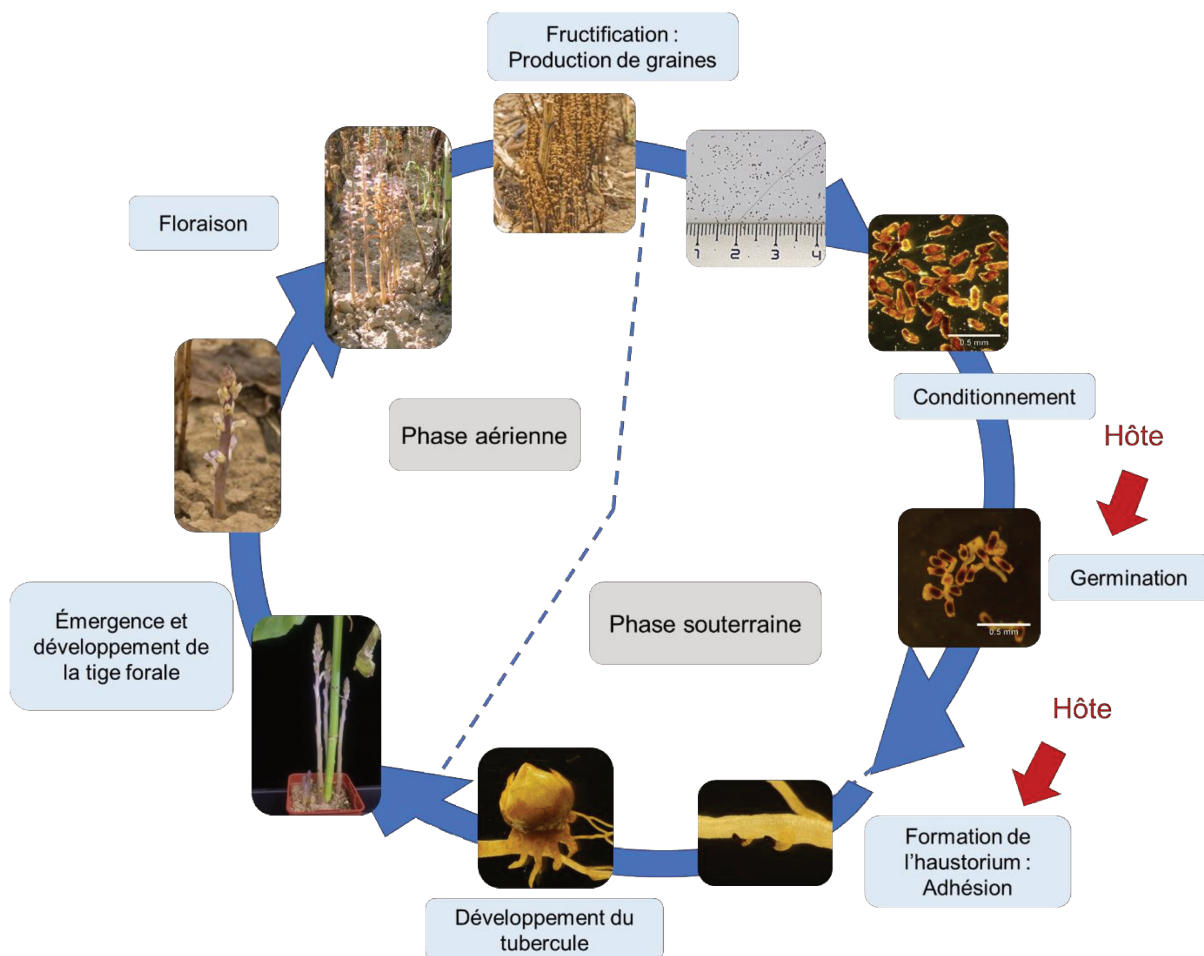 Fructification :
Production de graines
Floraison
1 2 3 4
0.5 mm
Conditionnement
Hôte
Phase aérienne
Germination
0.5 mm
Émergence et
développement de
la tige forale
Phase souterraine
Hôte
Formation de
l’haustorium :
Adhésion
Développement du
tubercule